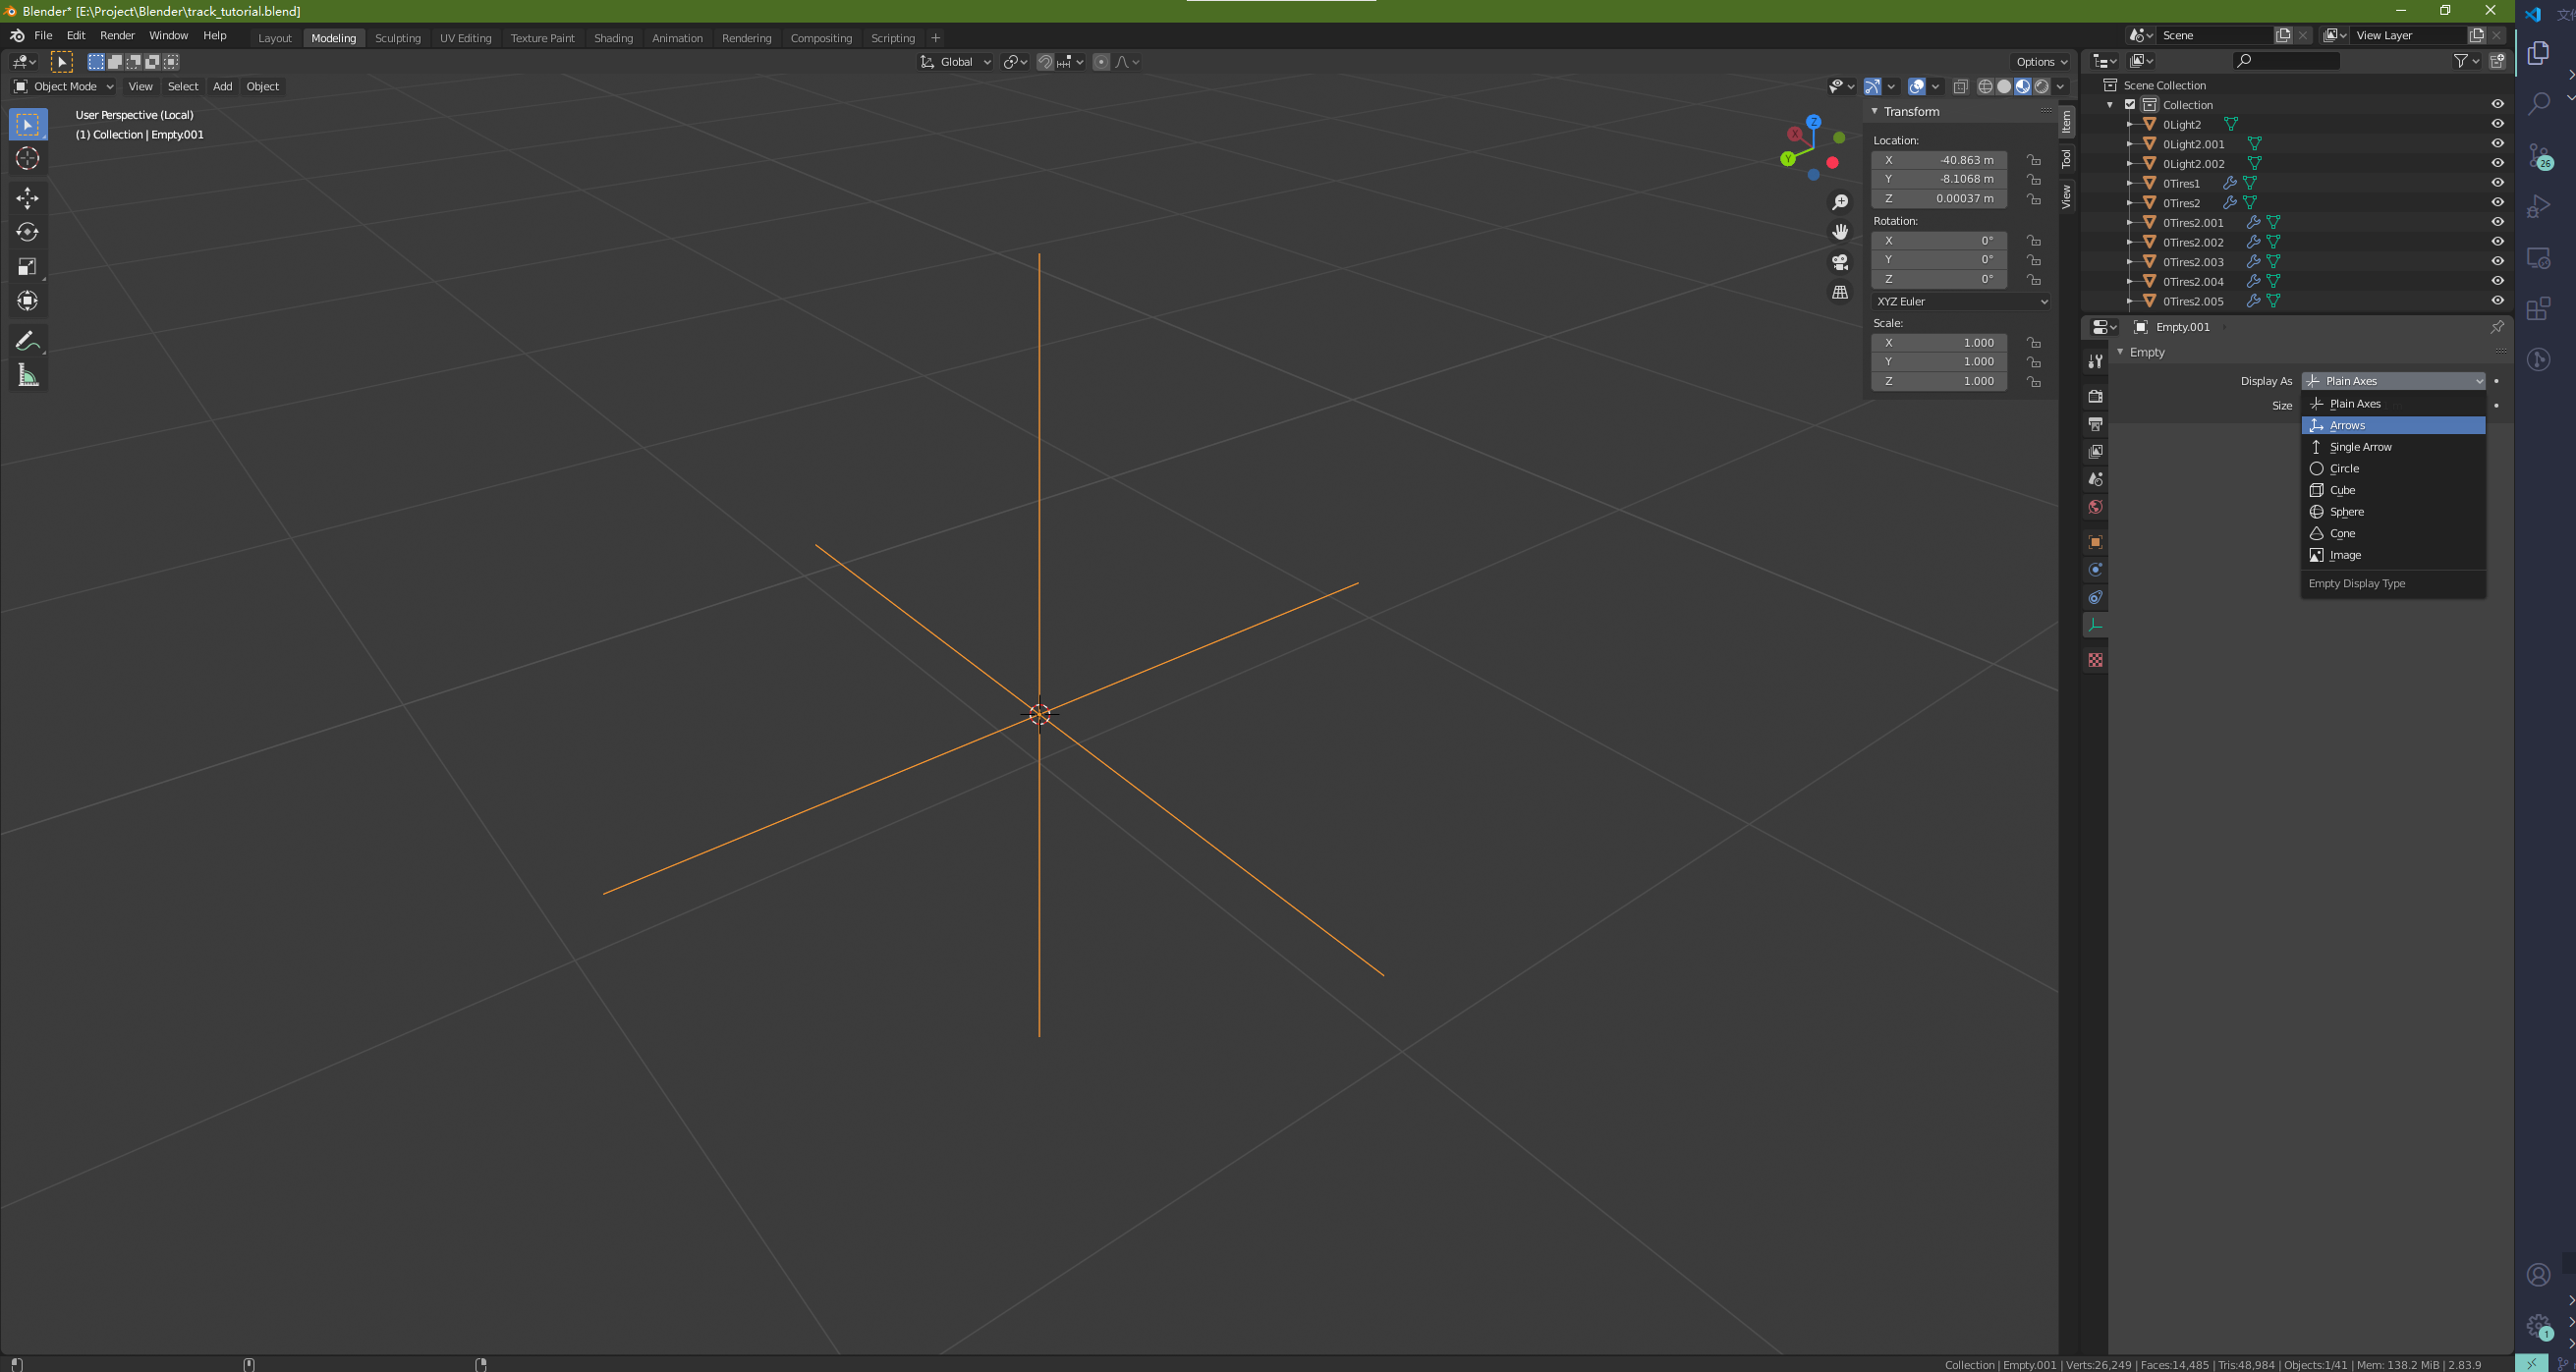 Blender* [E:\Project\Blender\track_tutorial.blend]
File Edit Render Window Help
Layout Modeling Sculpting UV Editing Texture Paint Shading Animation Rendering Compositing Scripting +
Scene
View Layer
Global
Options
Object Mode View Select Add Object
User Perspective (Local)
(1) Collection | Empty.001
X
Y
Z
Transform
Location:
X -40.863 m
Y -8.1068 m
Z 0.00037 m
Rotation:
X 0°
Y 0°
Z 0°
XYZ Euler
Scale:
X 1.000
Y 1.000
Z 1.000
Item
Tool
View
Scene Collection
Collection
0Light2
0Light2.001
0Light2.002
0Tires1
0Tires2
0Tires2.001
0Tires2.002
0Tires2.003
0Tires2.004
0Tires2.005
Empty.001
Empty
Display As Plain Axes
Size
Plain Axes
Arrows
Single Arrow
Circle
Cube
Sphere
Cone
Image
Empty Display Type
26
1
Collection | Empty.001 | Verts:26,249 | Faces:14,485 | Tris:48,984 | Objects:1/41 | Mem: 138.2 MiB | 2.83.9